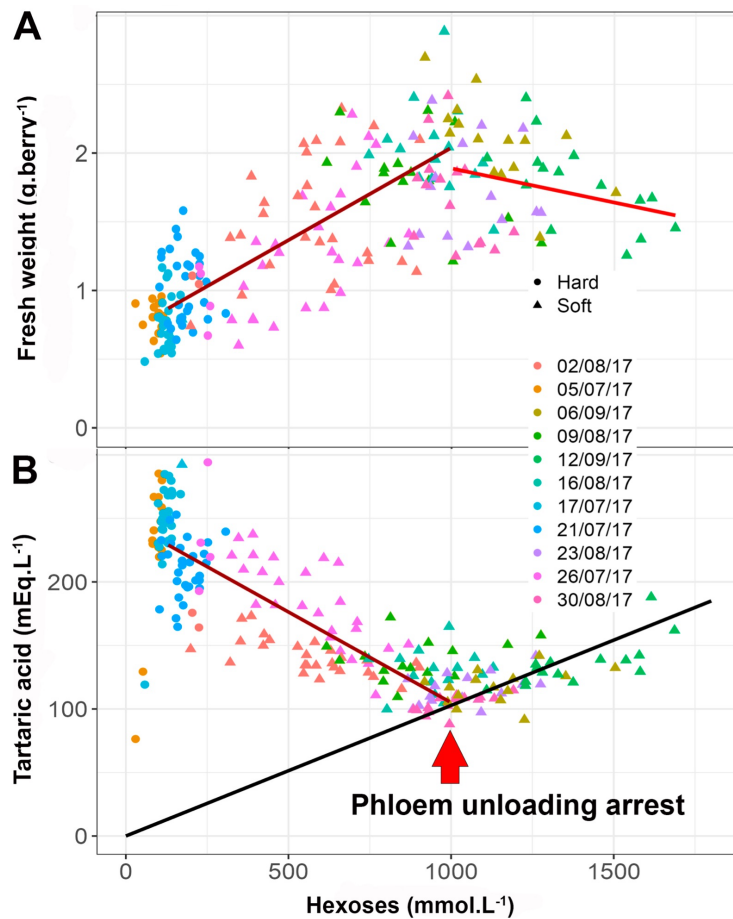 A
Fresh weight (g.berry⁻¹)
2
1
0
Hard
Soft
02/08/17
05/07/17
06/09/17
09/08/17
12/09/17
16/08/17
17/07/17
21/07/17
23/08/17
26/07/17
30/08/17
B
Tartaric acid (mEq.L⁻¹)
200
100
0
Phloem unloading arrest
0 500 1000 1500
Hexoses (mmol.L⁻¹)